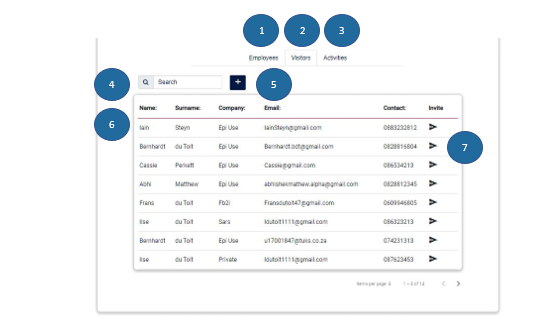 1 2 3
Employees Visitors Activities
4 Search + 5
Name: Surname: Company: Email: Contact: Invite
6
Iain Steyn Epi Use IainSteyn@gmail.com 0883232812
Bernhardt du Toit Epi Use Bernhardt.bdt@gmail.com 0828816804
7
Cassie Perkett Epi Use Cassie@gmail.com 086534213
Abhi Matthew Epi Use abhishekmathew.alpha@gmail.com 0828812345
Frans du Toit Fb2i Fransdutoit47@gmail.com 0609946805
Ilse du Toit Sars Idutoit1111@gmail.com 086323213
Bernhardt du Toit Epi Use u17001847@tuks.co.za 074231313
Ilse du Toit Private Idutoit1111@gmail.com 087623453
Items per page: 8 1 – 8 of 14